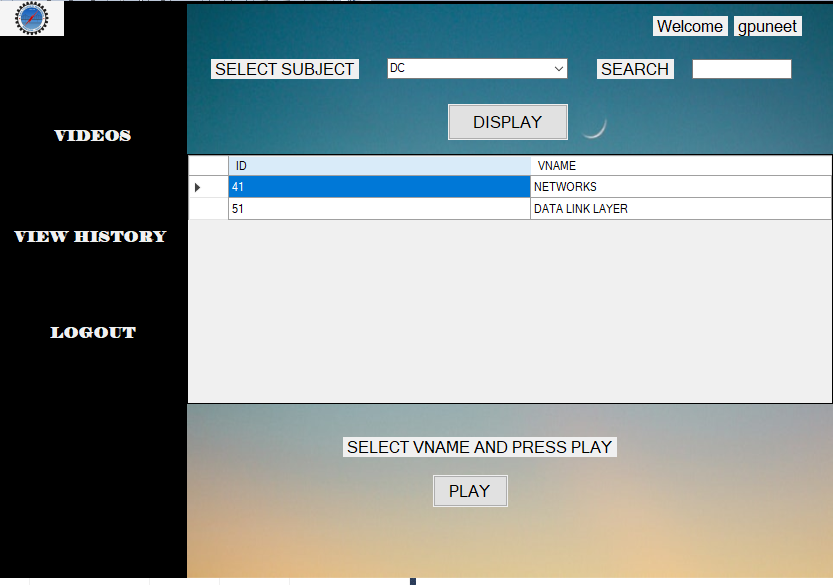 Welcome gpuneet
SELECT SUBJECT DC SEARCH
DISPLAY
VIDEOS
VIEW HISTORY
LOGOUT
ID VNAME
41 NETWORKS
51 DATA LINK LAYER
SELECT VNAME AND PRESS PLAY
PLAY